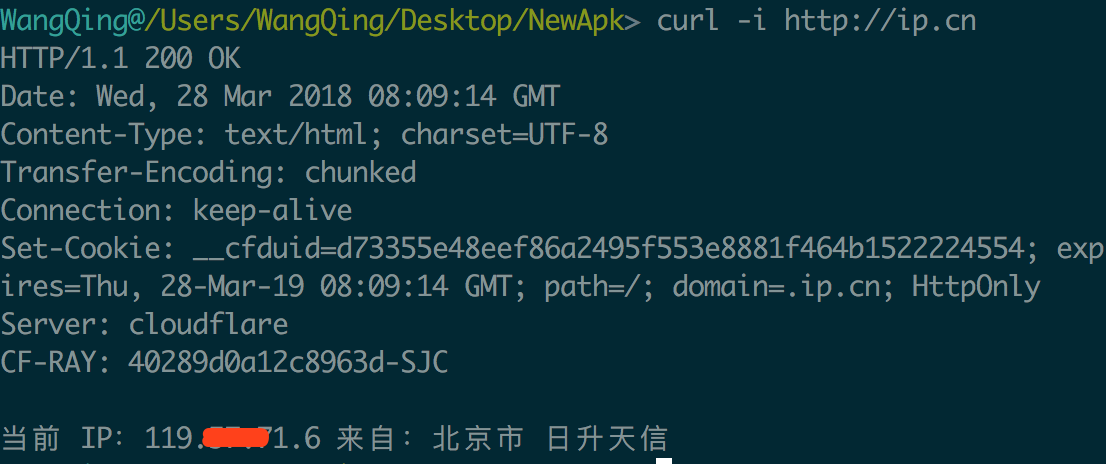 WangQing@/Users/WangQing/Desktop/NewApk> curl -i http://ip.cn
HTTP/1.1 200 OK
Date: Wed, 28 Mar 2018 08:09:14 GMT
Content-Type: text/html; charset=UTF-8
Transfer-Encoding: chunked
Connection: keep-alive
Set-Cookie: __cfduid=d73355e48eef86a2495f553e8881f464b1522224554; exp
ires=Thu, 28-Mar-19 08:09:14 GMT; path=/; domain=.ip.cn; HttpOnly
Server: cloudflare
CF-RAY: 40289d0a12c8963d-SJC
当前 IP: 119. 71.6 来自: 北京市 日升天信